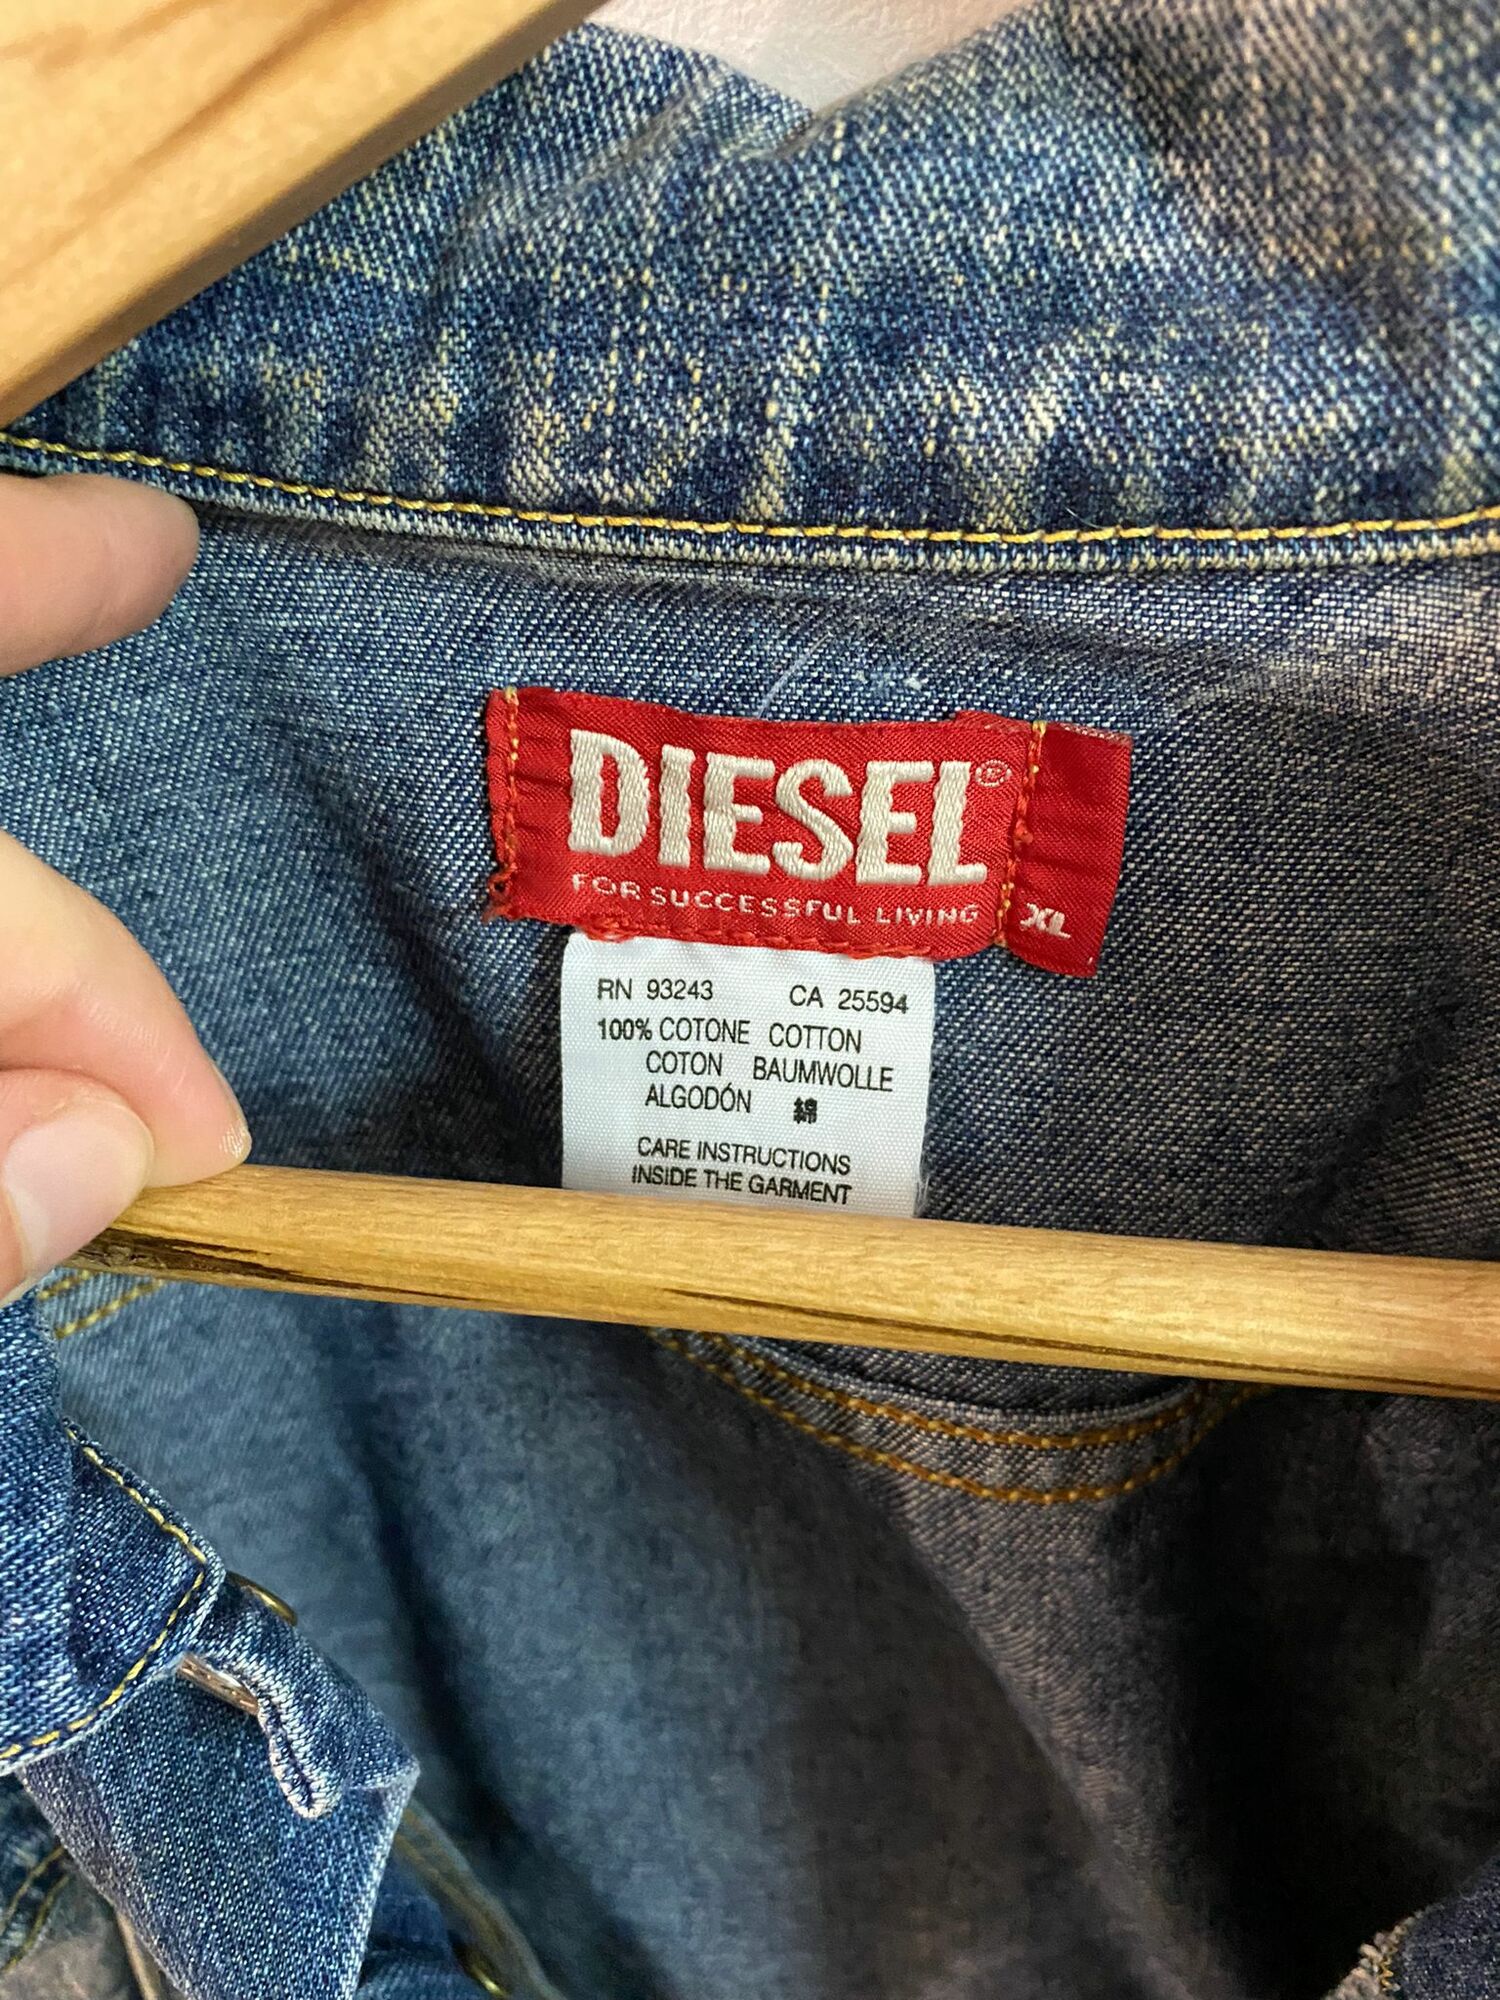 DIESEL®
FOR SUCCESSFUL LIVING
XL
RN 93243 CA 25594
100% COTONE COTTON
COTON BAUMWOLLE
ALGODÓN 綿
CARE INSTRUCTIONS
INSIDE THE GARMENT